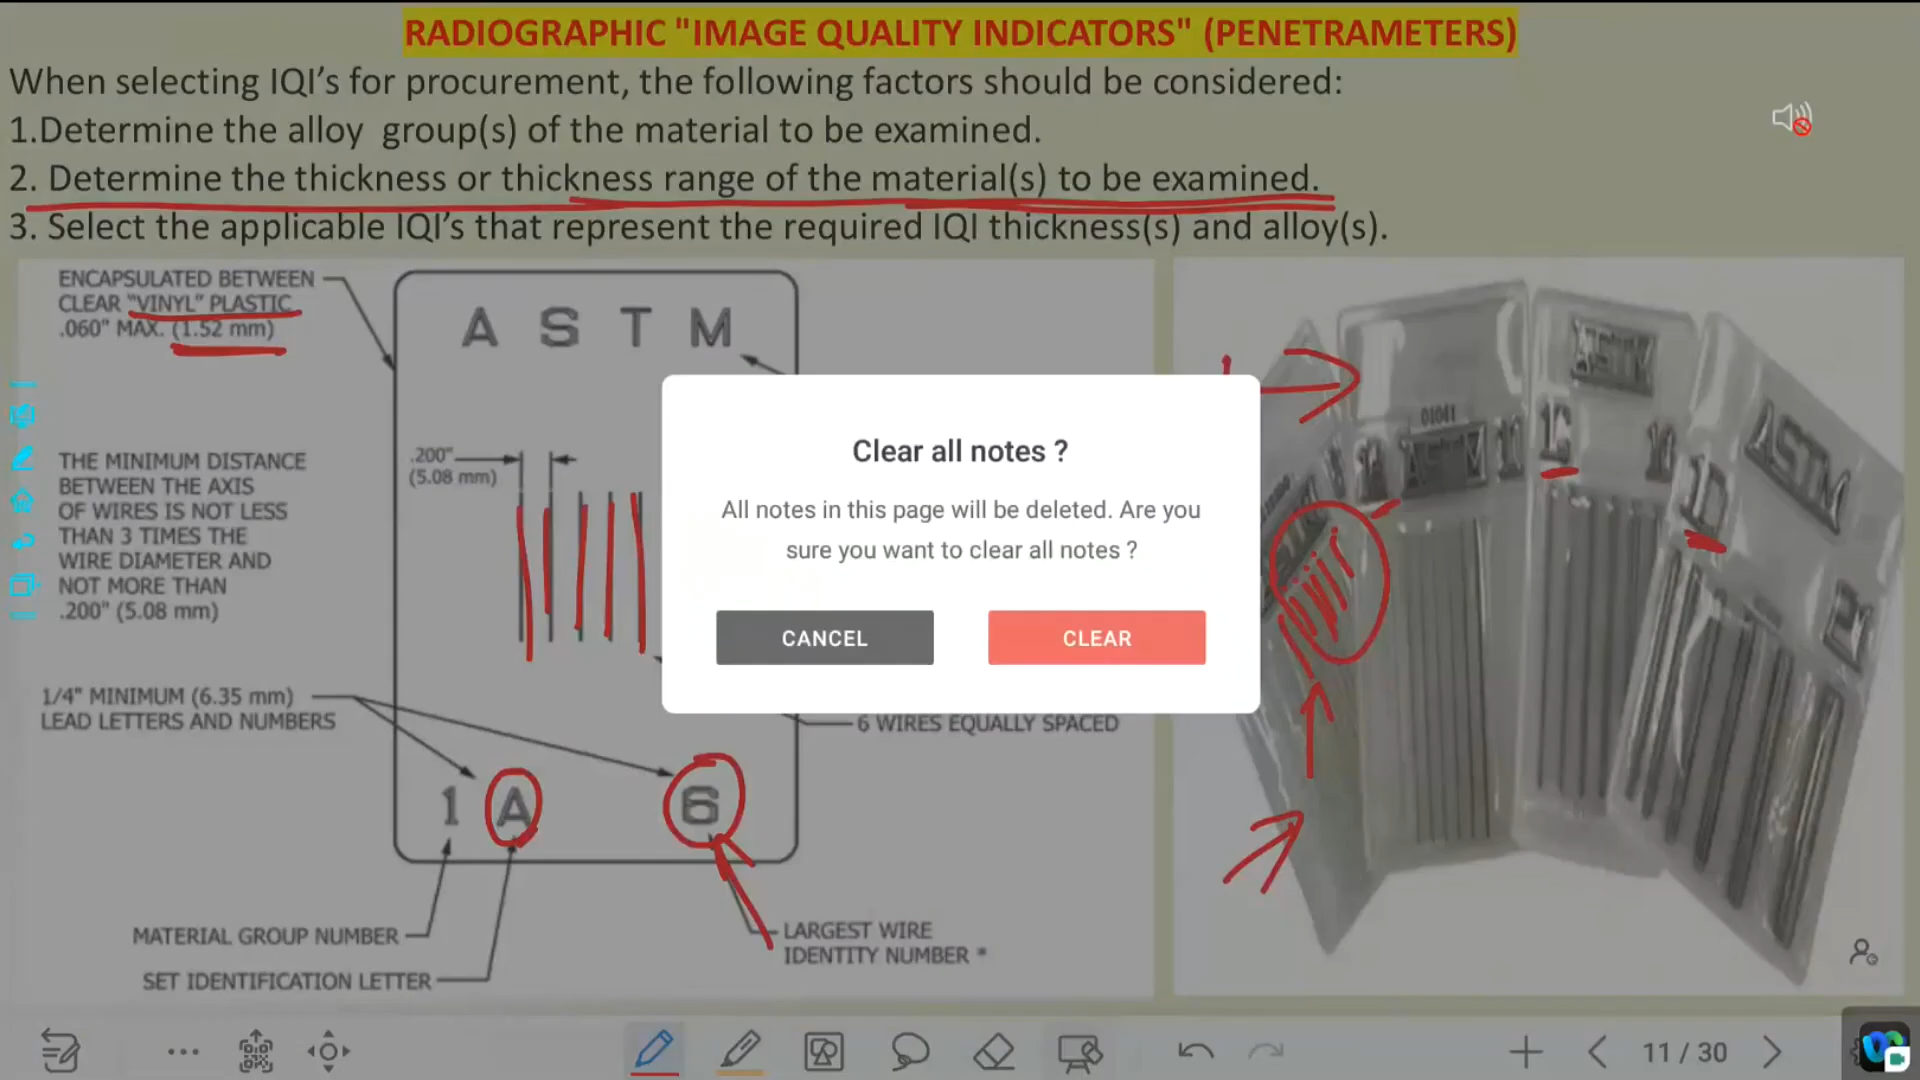 RADIOGRAPHIC "IMAGE QUALITY INDICATORS" (PENETRAMETERS)
When selecting IQI's for procurement, the following factors should be considered:
1.Determine the alloy group(s) of the material to be examined.
2. Determine the thickness or thickness range of the material(s) to be examined.
3. Select the applicable IQI's that represent the required IQI thickness(s) and alloy(s).
ENCAPSULATED BETWEEN
CLEAR "VINYL" PLASTIC
.060" MAX. (1.52 mm)
A S T M
.200"
(5.08 mm)
THE MINIMUM DISTANCE
BETWEEN THE AXIS
OF WIRES IS NOT LESS
THAN 3 TIMES THE
WIRE DIAMETER AND
NOT MORE THAN
.200" (5.08 mm)
1/4" MINIMUM (6.35 mm)
LEAD LETTERS AND NUMBERS
6 WIRES EQUALLY SPACED
1 A 6
MATERIAL GROUP NUMBER
SET IDENTIFICATION LETTER
LARGEST WIRE
IDENTITY NUMBER *
Clear all notes ?
All notes in this page will be deleted. Are you
sure you want to clear all notes ?
CANCEL
CLEAR
ASTM
ASTM
ASTM
11 / 30